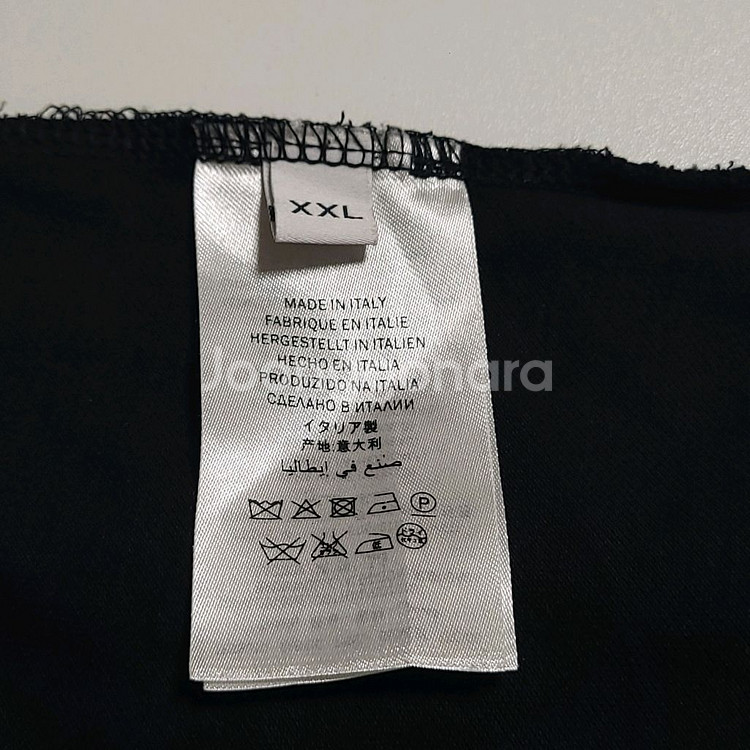 XXL
MADE IN ITALY
FABRIQUE EN ITALIE
HERGESTELLT IN ITALIEN
HECHO EN ITALIA
PRODUZIDO NA ITALIA
СДЕЛАНО В ИТАЛИИ
イタリア製
产地:意大利
صنع في إيطاليا
P